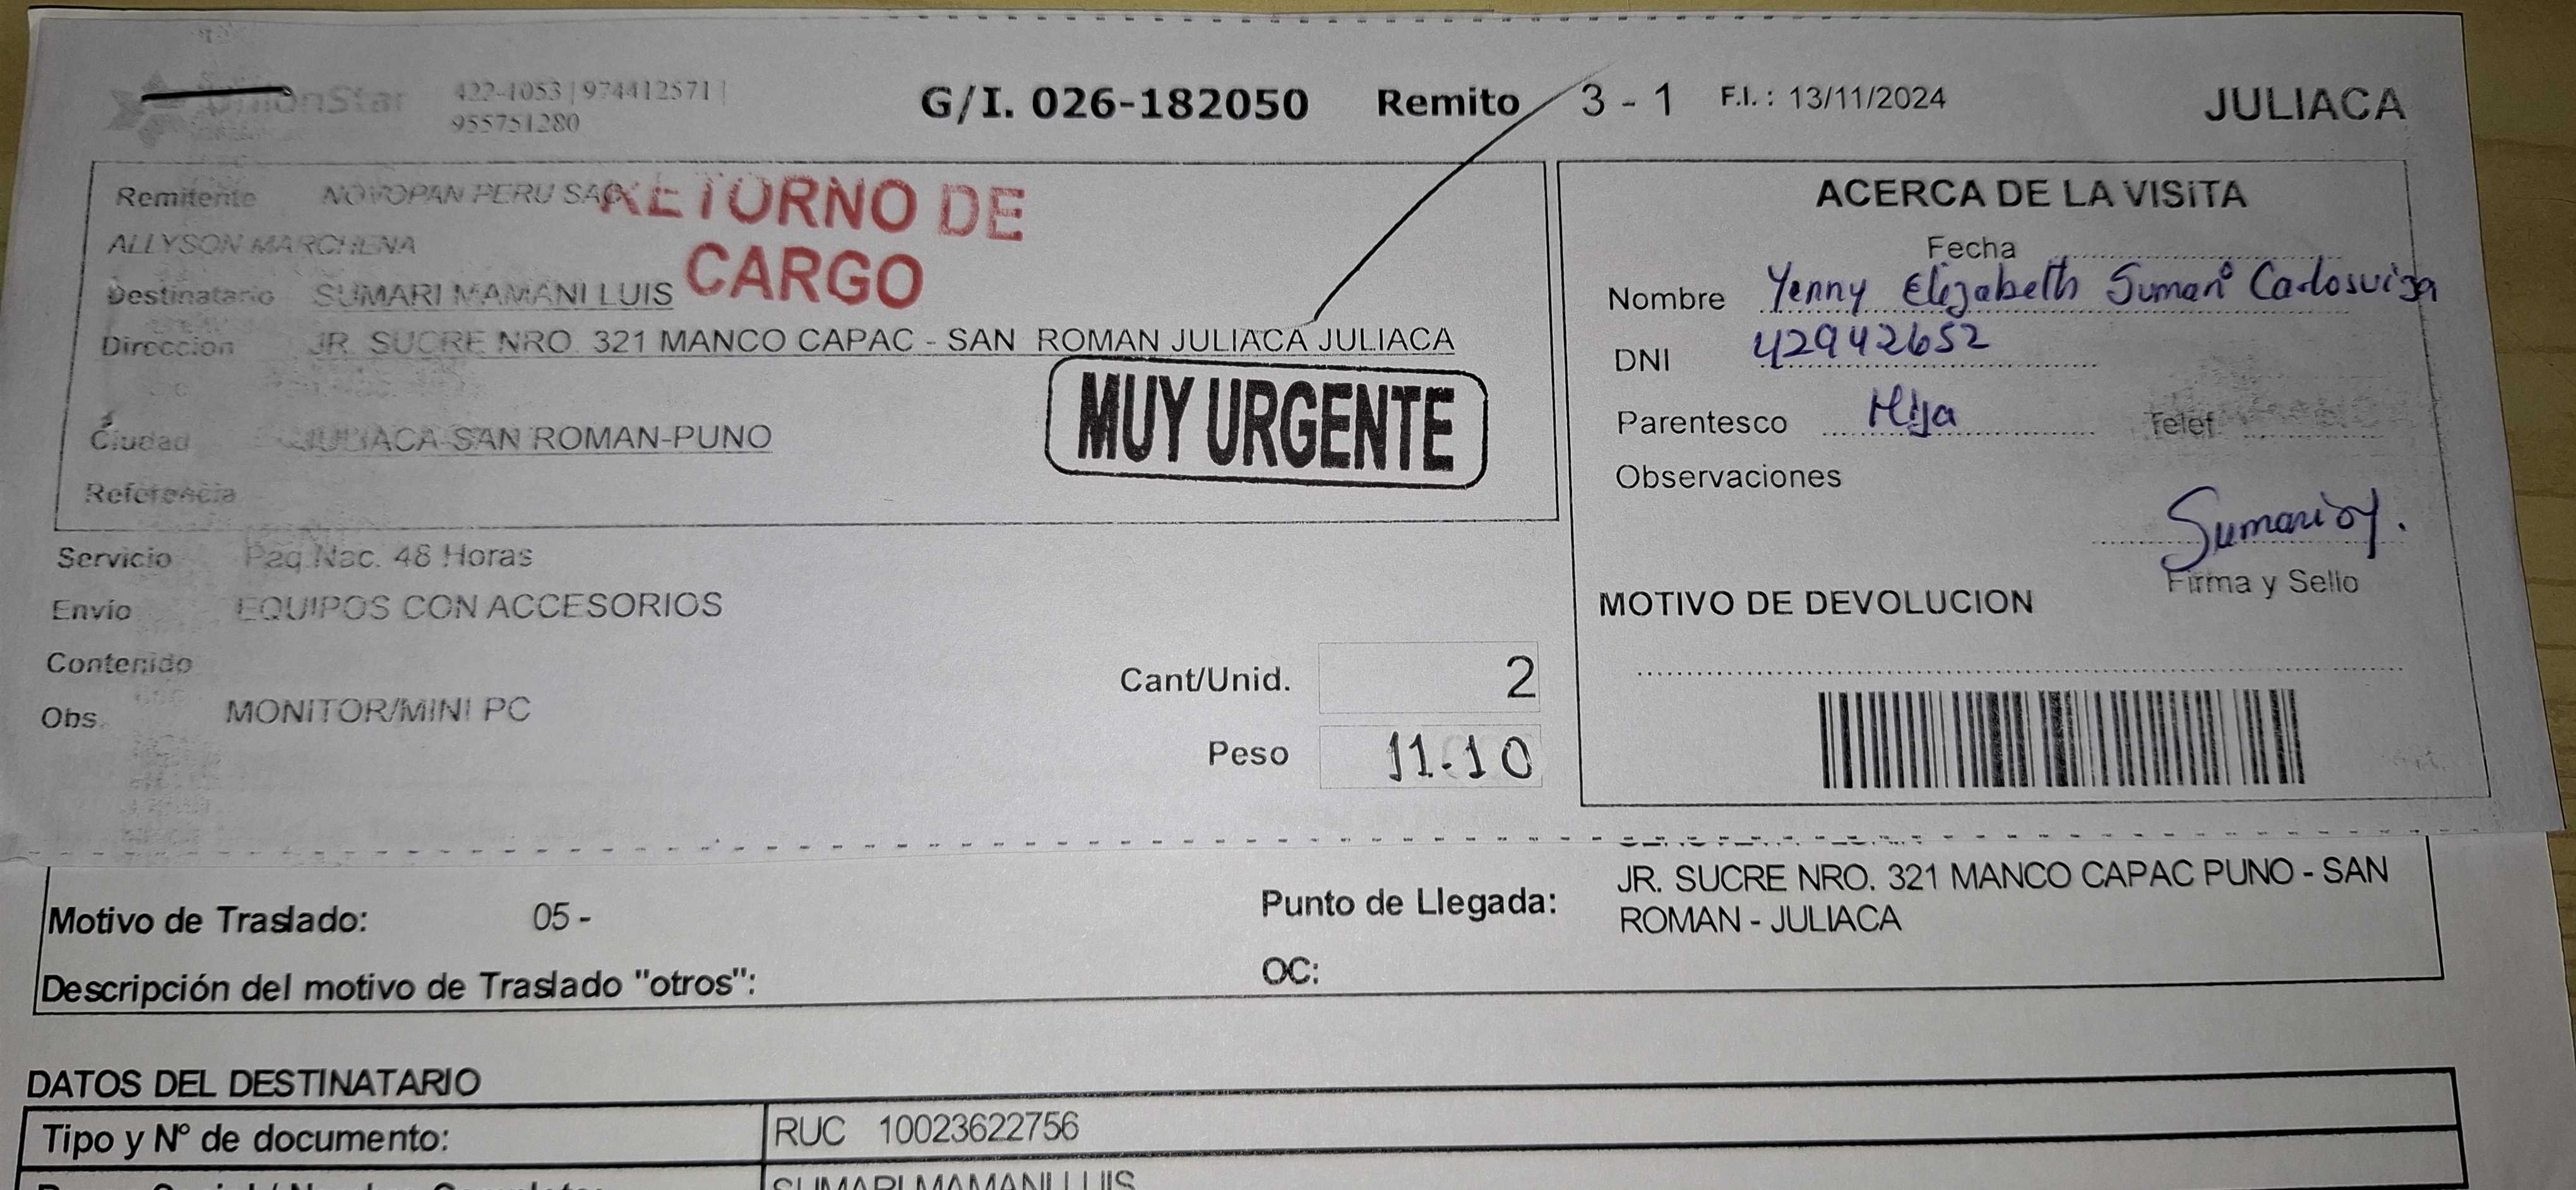 UnionStar 422-1053 | 974412571 | G/I. 026-182050 Remito 3 - 1 F.I. : 13/11/2024 JULIACA
955751280
Remitente NOVOPAN PERU SAC RETORNO DE
ALLYSON MARCHENA
CARGO
Destinatario SUMARI MAMANI LUIS
Direccion JR. SUCRE NRO. 321 MANCO CAPAC - SAN ROMAN JULIACA JULIACA
MUY URGENTE
Ciudad JULIACA-SAN ROMAN-PUNO
Referencia
Servicio Paq Nac. 48 Horas
Envio EQUIPOS CON ACCESORIOS
Contenido
Obs. MONITOR/MINI PC
Cant/Unid. 2
Peso 11.10
ACERCA DE LA VISITA
Fecha
Nombre Yenny Elizabeth Sumari
DNI 42942652
Parentesco Hija Telef
Observaciones
Firma y Sello
MOTIVO DE DEVOLUCION
Motivo de Traslado: 05 -
Punto de Llegada: JR. SUCRE NRO. 321 MANCO CAPAC PUNO - SAN
ROMAN - JULIACA
Descripción del motivo de Traslado "otros":
OC:
DATOS DEL DESTINATARIO
Tipo y N° de documento: RUC 10023622756
SUMARI MAMANI LUIS